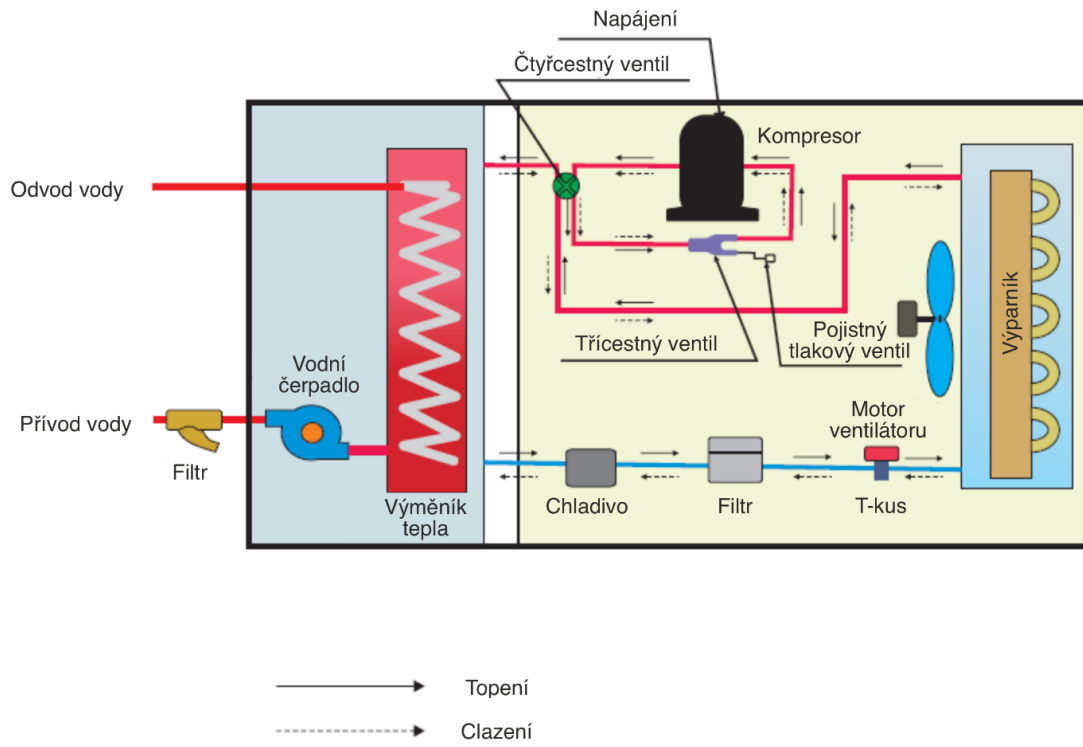 Napájení
Čtyřcestný ventil
Kompresor
Odvod vody
Třícestný ventil
Pojistný
tlakový ventil
Výparník
Vodní
čerpadlo
Přívod vody
Filtr
Motor
ventilátoru
Výměník
tepla
Chladivo
Filtr
T-kus
Topení
Clazení